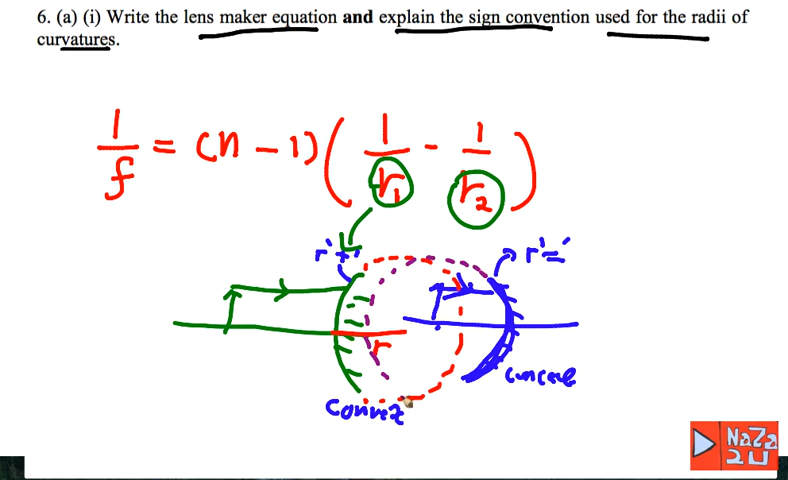 6. (a) (i) Write the lens maker equation and explain the sign convention used for the radii of
curvatures.
1/f = (n - 1) ( 1/r₁ - 1/r₂ )
r '+'
r '-'
r
concave
convex
NaZa
2U